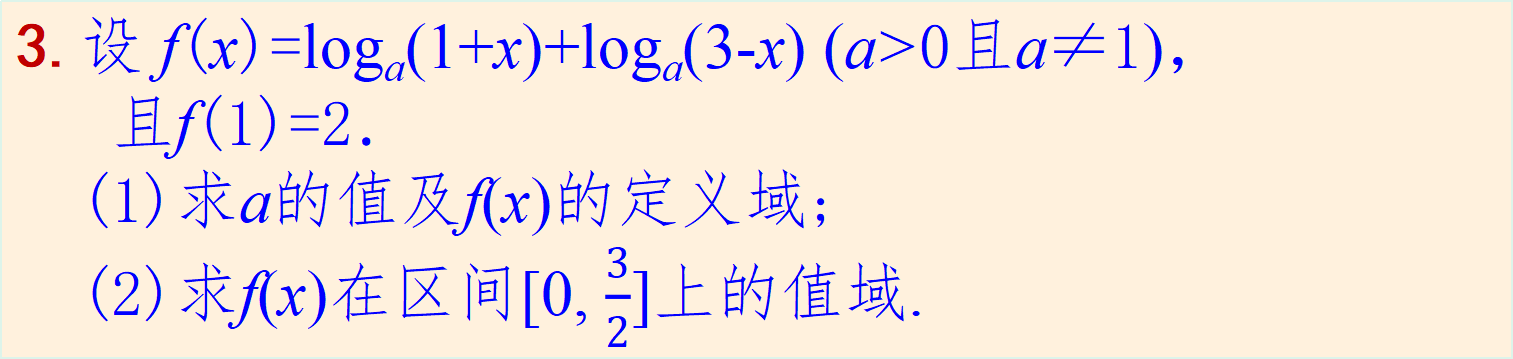 3. 设 f(x)=logₐ(1+x)+logₐ(3-x) (a>0且a≠1),
且f(1)=2.
(1)求a的值及f(x)的定义域;
(2)求f(x)在区间[0, 3/2]上的值域.